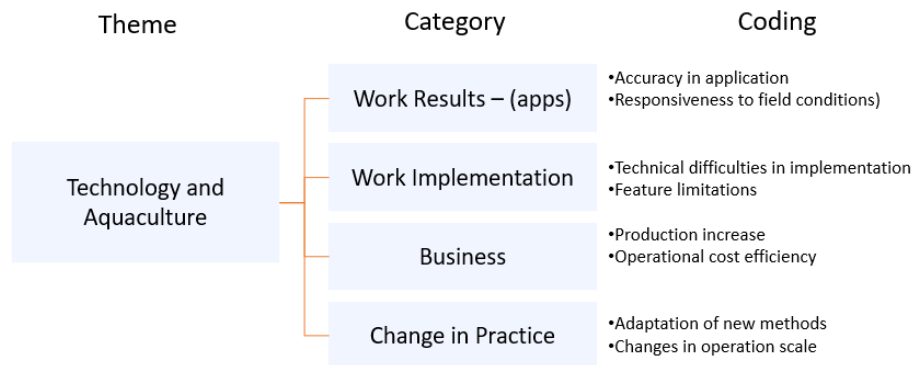 Theme
Category
Coding
Work Results – (apps)
•Accuracy in application
•Responsiveness to field conditions)
Technology and
Aquaculture
Work Implementation
•Technical difficulties in implementation
•Feature limitations
Business
•Production increase
•Operational cost efficiency
Change in Practice
•Adaptation of new methods
•Changes in operation scale